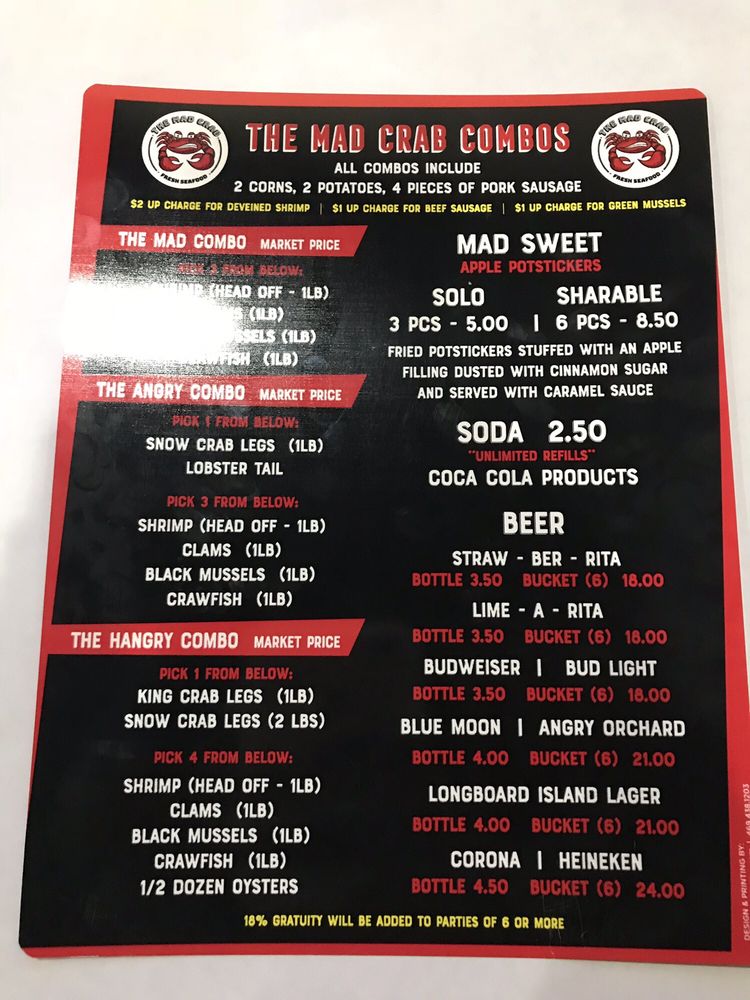 THE MAD CRAB
FRESH SEAFOOD
THE MAD CRAB COMBOS
THE MAD CRAB
FRESH SEAFOOD
ALL COMBOS INCLUDE
2 CORNS, 2 POTATOES, 4 PIECES OF PORK SAUSAGE
$2 UP CHARGE FOR DEVEINED SHRIMP | $1 UP CHARGE FOR BEEF SAUSAGE | $1 UP CHARGE FOR GREEN MUSSELS
THE MAD COMBO MARKET PRICE
FROM BELOW:
(HEAD OFF - 1LB)
(1LB)
(1LB)
(1LB)
THE ANGRY COMBO MARKET PRICE
PICK 1 FROM BELOW:
SNOW CRAB LEGS (1LB)
LOBSTER TAIL
PICK 3 FROM BELOW:
SHRIMP (HEAD OFF - 1LB)
CLAMS (1LB)
BLACK MUSSELS (1LB)
CRAWFISH (1LB)
THE HANGRY COMBO MARKET PRICE
PICK 1 FROM BELOW:
KING CRAB LEGS (1LB)
SNOW CRAB LEGS (2 LBS)
PICK 4 FROM BELOW:
SHRIMP (HEAD OFF - 1LB)
CLAMS (1LB)
BLACK MUSSELS (1LB)
CRAWFISH (1LB)
1/2 DOZEN OYSTERS
MAD SWEET
APPLE POTSTICKERS
SOLO SHARABLE
3 PCS - 5.00 | 6 PCS - 8.50
FRIED POTSTICKERS STUFFED WITH AN APPLE
FILLING DUSTED WITH CINNAMON SUGAR
AND SERVED WITH CARAMEL SAUCE
SODA 2.50
"UNLIMITED REFILLS"
COCA COLA PRODUCTS
BEER
STRAW - BER - RITA
BOTTLE 3.50 BUCKET (6) 18.00
LIME - A - RITA
BOTTLE 3.50 BUCKET (6) 18.00
BUDWEISER | BUD LIGHT
BOTTLE 3.50 BUCKET (6) 18.00
BLUE MOON | ANGRY ORCHARD
BOTTLE 4.00 BUCKET (6) 21.00
LONGBOARD ISLAND LAGER
BOTTLE 4.00 BUCKET (6) 21.00
CORONA | HEINEKEN
BOTTLE 4.50 BUCKET (6) 24.00
18% GRATUITY WILL BE ADDED TO PARTIES OF 6 OR MORE
DESIGN & PRINTING BY: